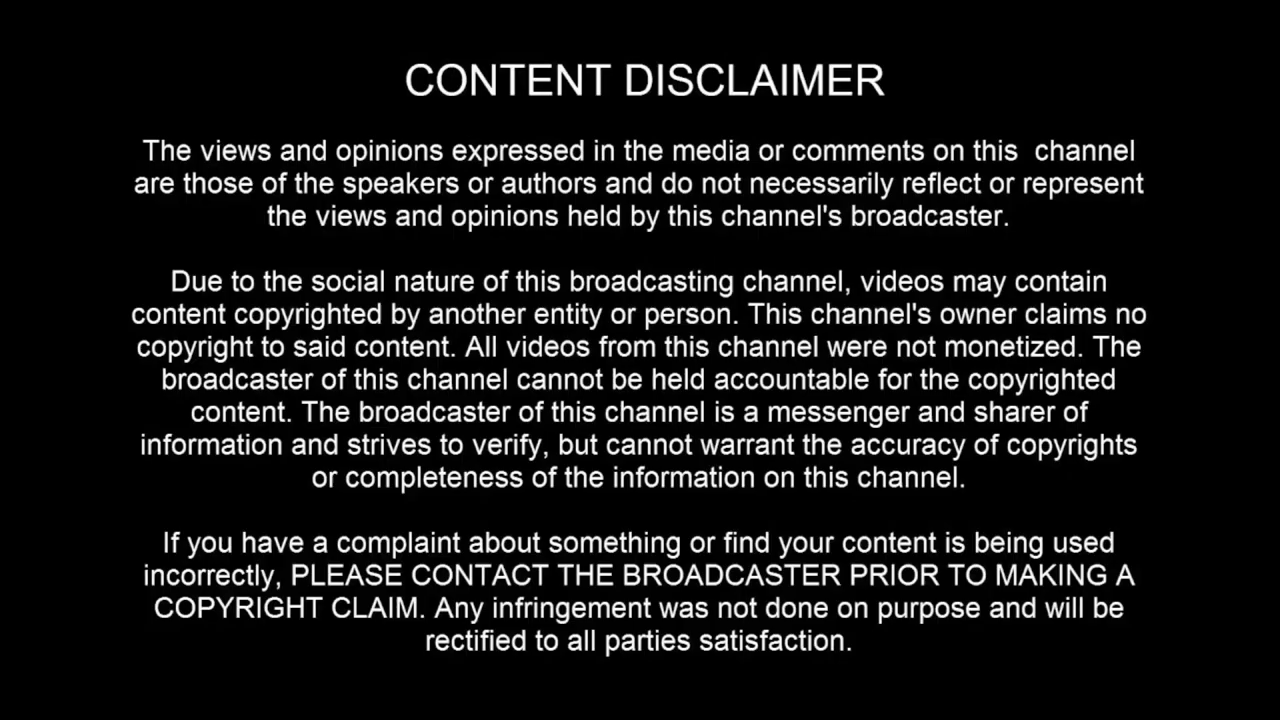 CONTENT DISCLAIMER
The views and opinions expressed in the media or comments on this  channel
are those of the speakers or authors and do not necessarily reflect or represent
the views and opinions held by this channel's broadcaster.
Due to the social nature of this broadcasting channel, videos may contain
content copyrighted by another entity or person. This channel's owner claims no
copyright to said content. All videos from this channel were not monetized. The
broadcaster of this channel cannot be held accountable for the copyrighted
content. The broadcaster of this channel is a messenger and sharer of
information and strives to verify, but cannot warrant the accuracy of copyrights
or completeness of the information on this channel.
If you have a complaint about something or find your content is being used
incorrectly, PLEASE CONTACT THE BROADCASTER PRIOR TO MAKING A
COPYRIGHT CLAIM. Any infringement was not done on purpose and will be
rectified to all parties satisfaction.